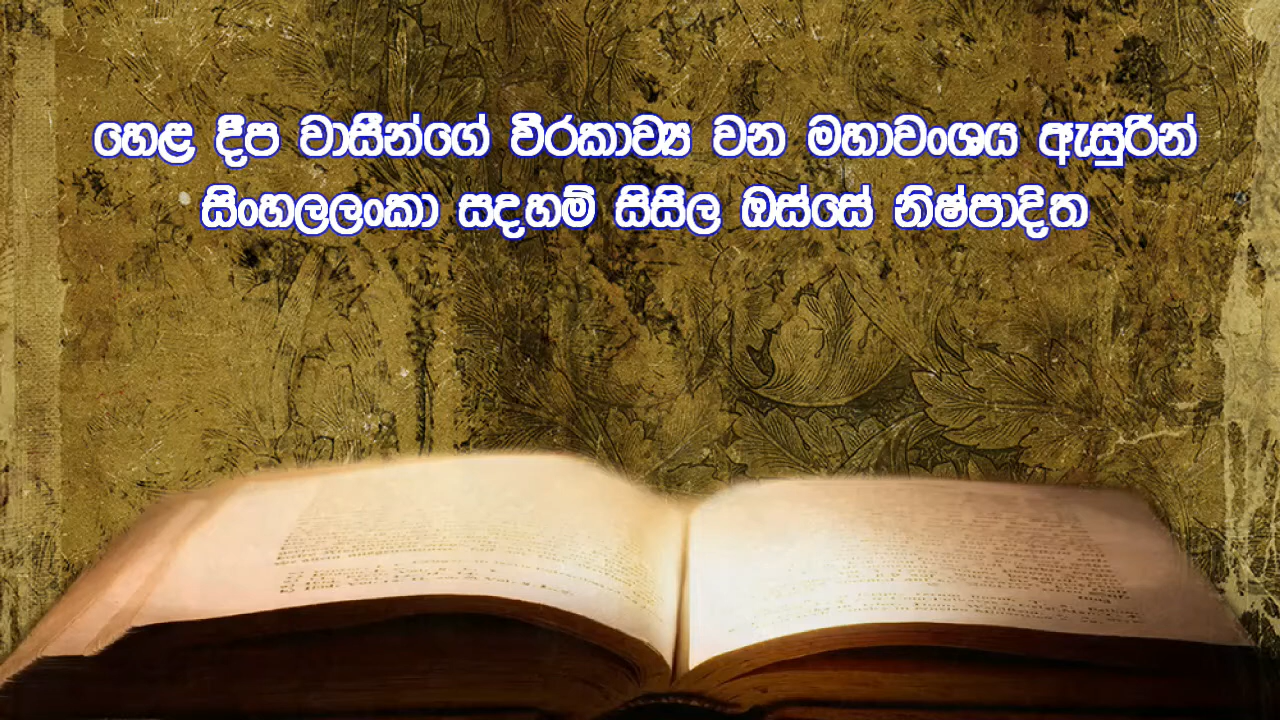 හෙළ දීප වාසීන්ගේ වීරකාව්‍ය වන මහාවංශය ඇසුරින්
සිංහලලංකා සදහම් සිසිල ඔස්සේ නිෂ්පාදිත